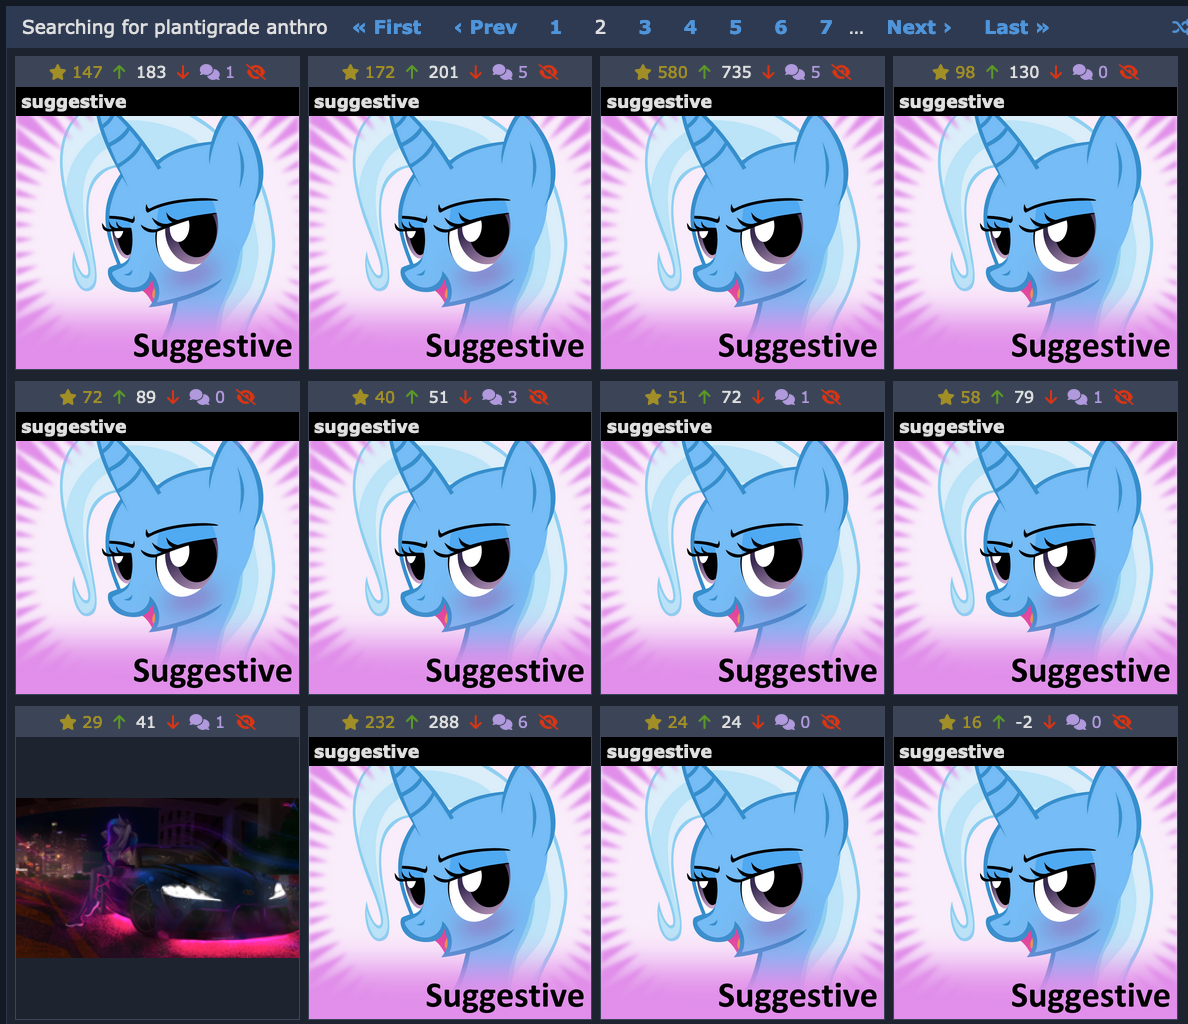 Searching for plantigrade anthro « First ‹ Prev 1 2 3 4 5 6 7 … Next › Last »
147 183 1 172 201 5 580 735 5 98 130 0
suggestive suggestive suggestive suggestive
Suggestive Suggestive Suggestive Suggestive
72 89 0 40 51 3 51 72 1 58 79 1
suggestive suggestive suggestive suggestive
Suggestive Suggestive Suggestive Suggestive
29 41 1 232 288 6 24 24 0 16 -2 0
suggestive suggestive suggestive
Suggestive Suggestive Suggestive